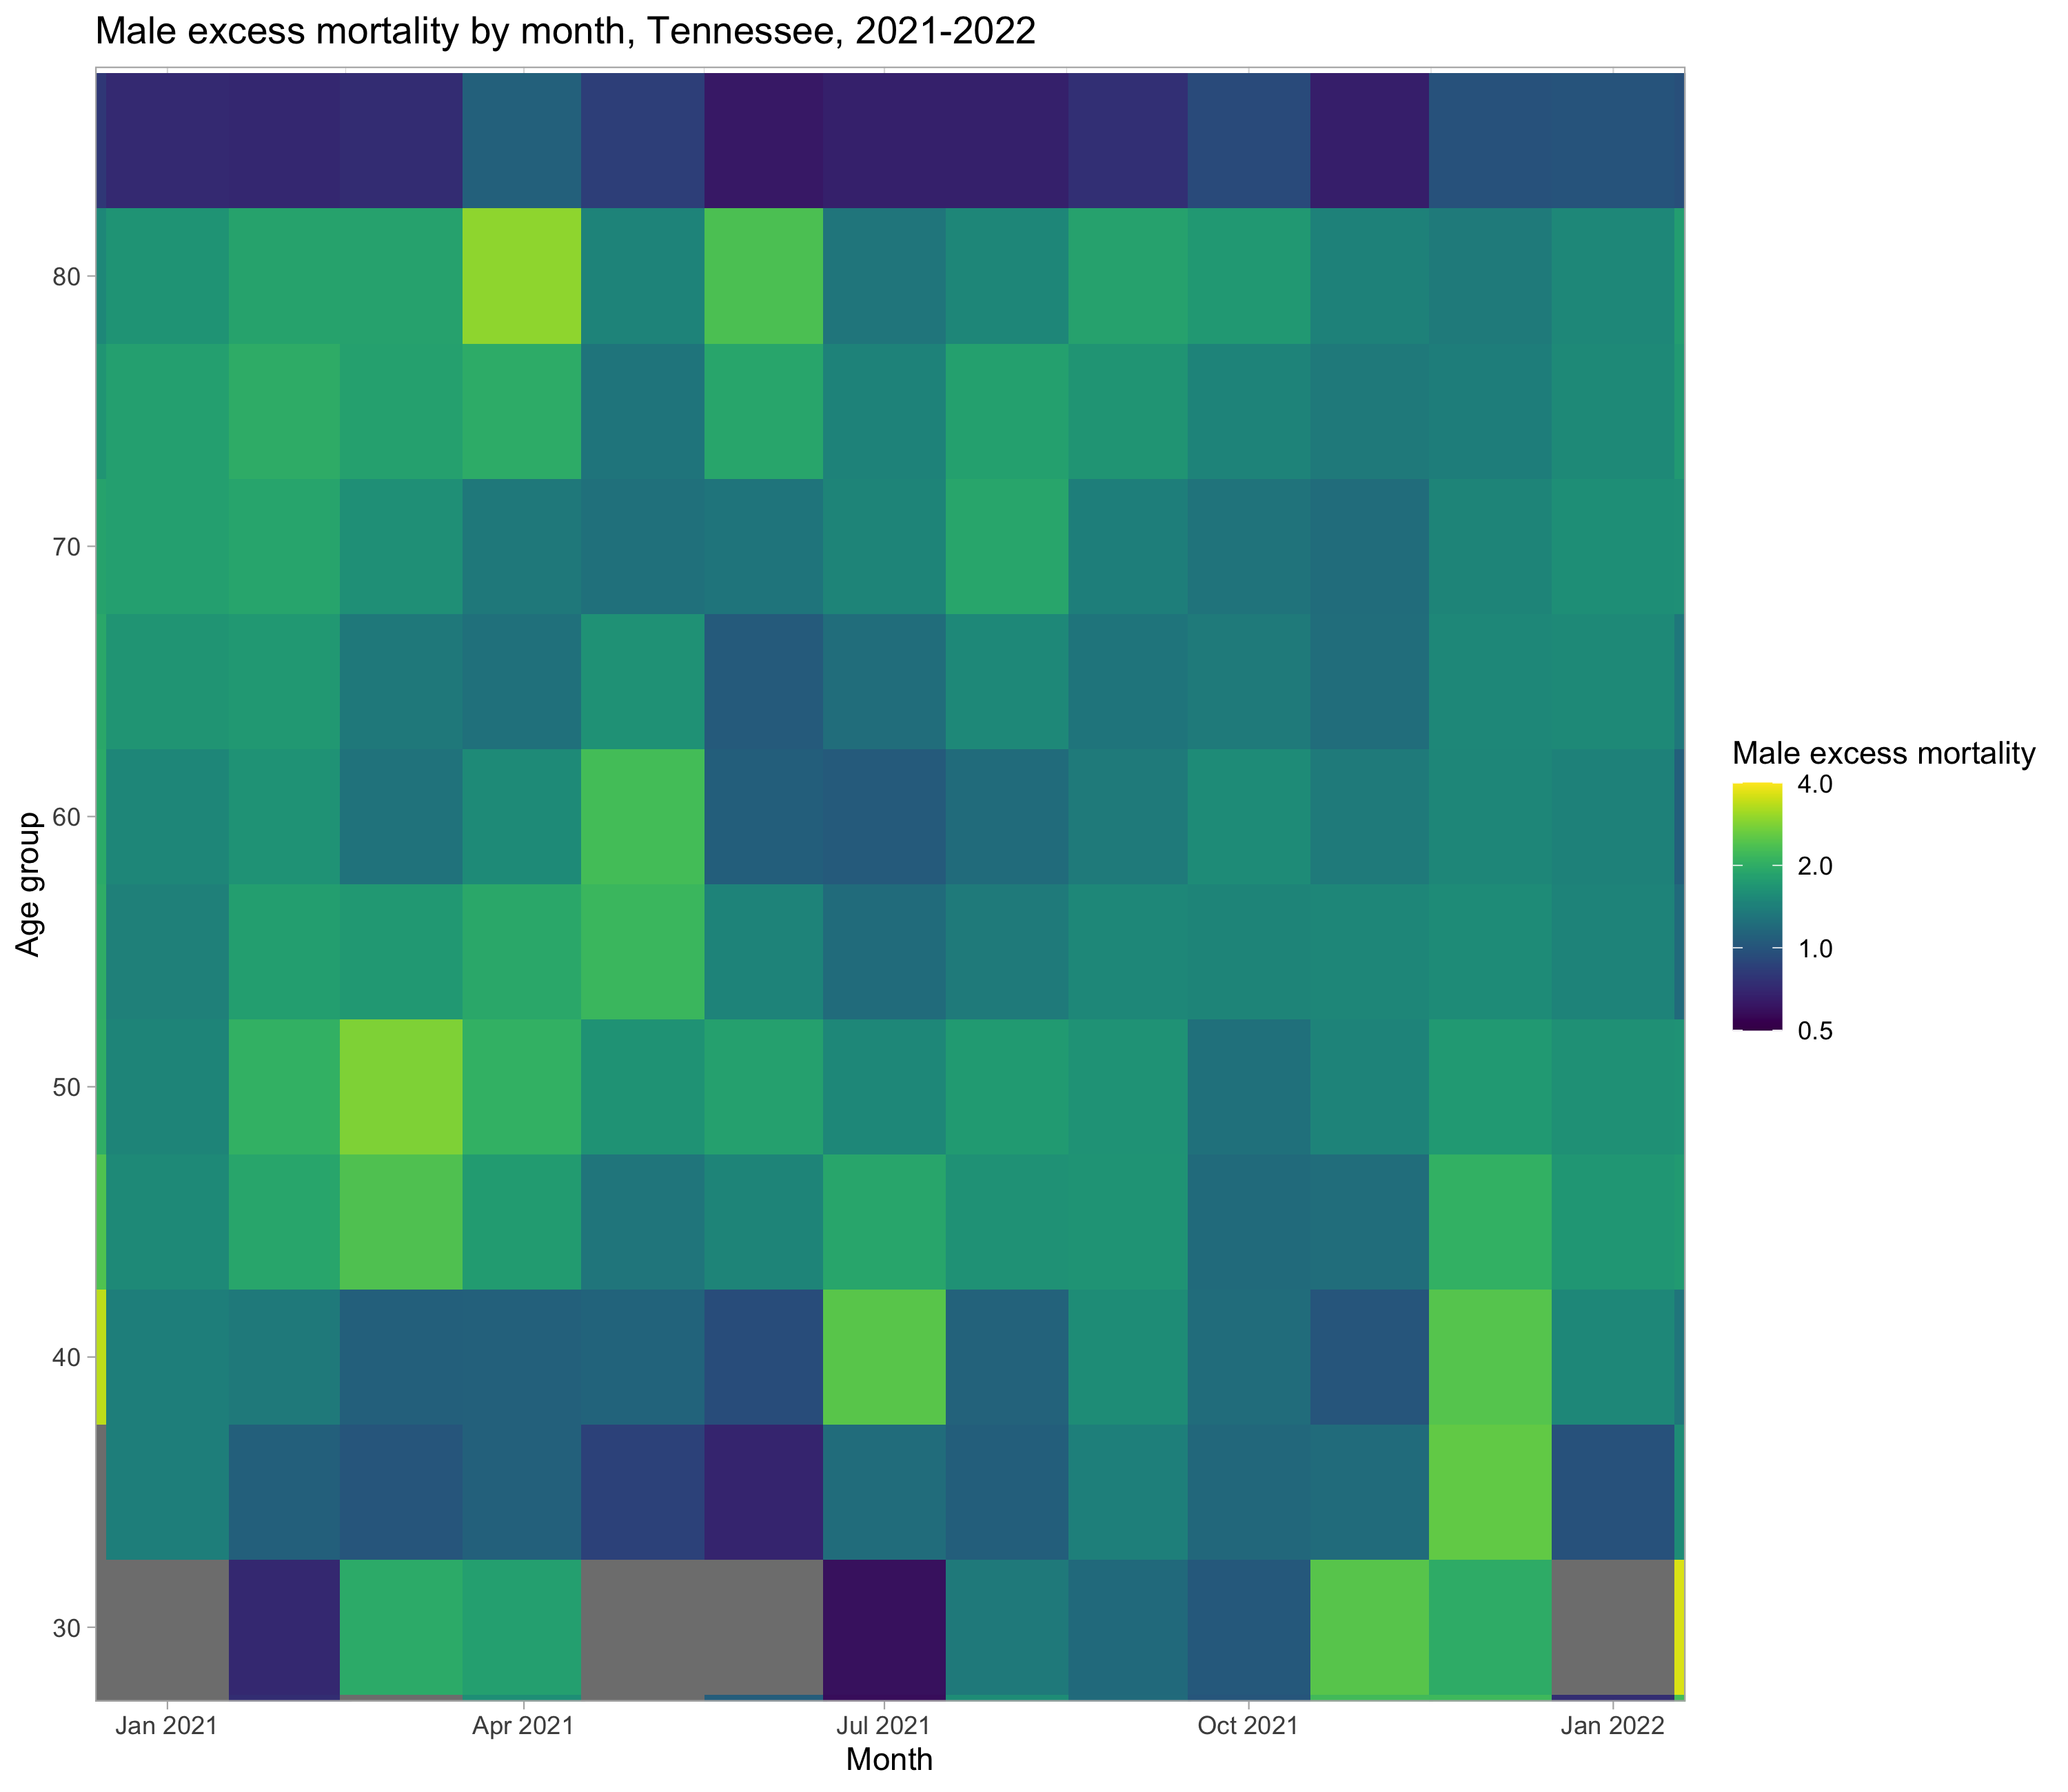 Male excess mortality by month, Tennessee, 2021-2022
80
70
60
50
40
30
Age group
Jan 2021
Apr 2021
Jul 2021
Oct 2021
Jan 2022
Month
Male excess mortality
4.0
2.0
1.0
0.5